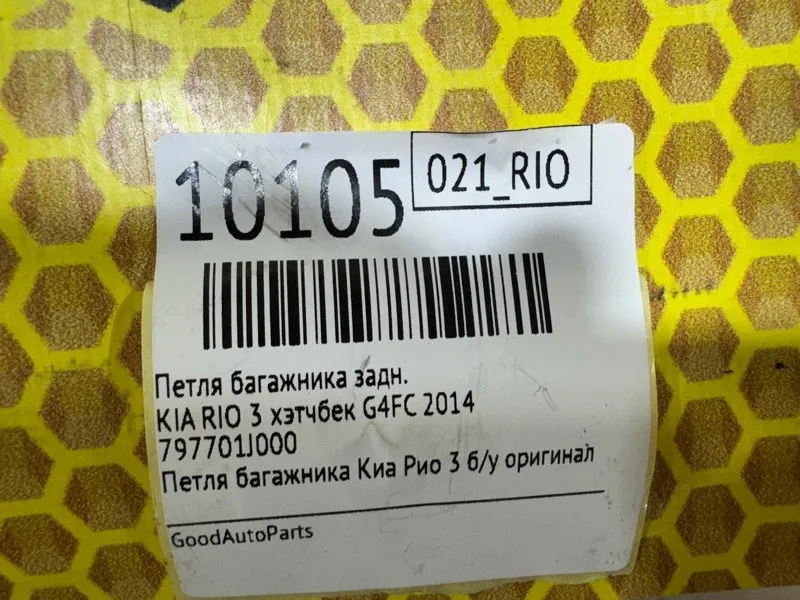 10105 021_RIO
Петля багажника задн.
KIA RIO 3 хэтчбек G4FC 2014
797701J000
Петля багажника Киа Рио 3 б/у оригинал
GoodAutoParts